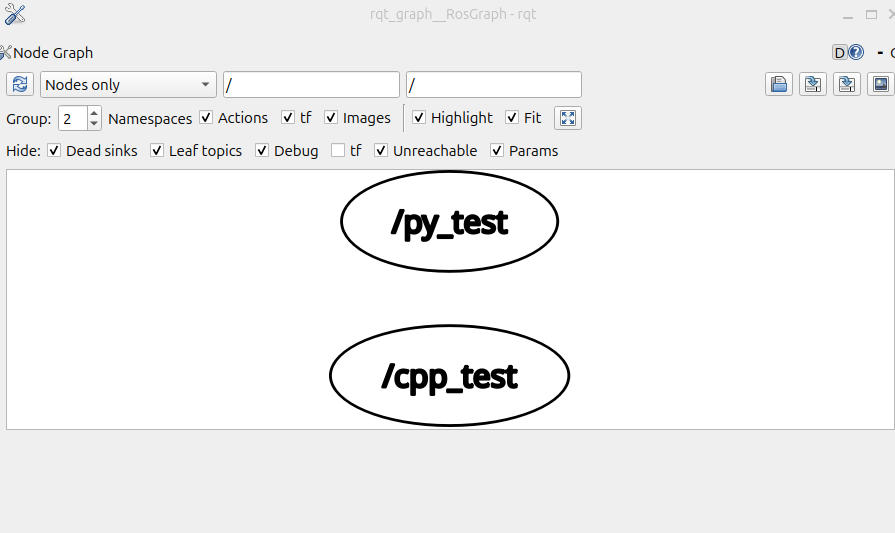 rqt_graph__RosGraph - rqt
Node Graph D ? -
Nodes only / /
Group: 2 Namespaces Actions tf Images Highlight Fit
Hide: Dead sinks Leaf topics Debug tf Unreachable Params
/py_test
/cpp_test